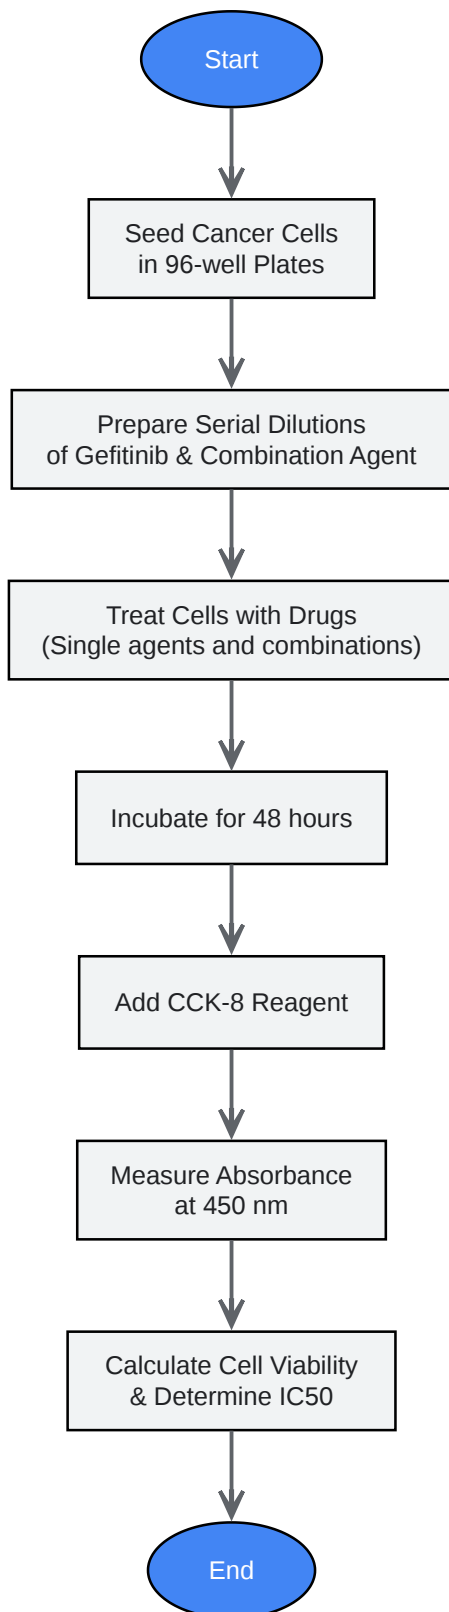 Start
Seed Cancer Cells
in 96-well Plates
Prepare Serial Dilutions
of Gefitinib & Combination Agent
Treat Cells with Drugs
(Single agents and combinations)
Incubate for 48 hours
Add CCK-8 Reagent
Measure Absorbance
at 450 nm
Calculate Cell Viability
& Determine IC50
End